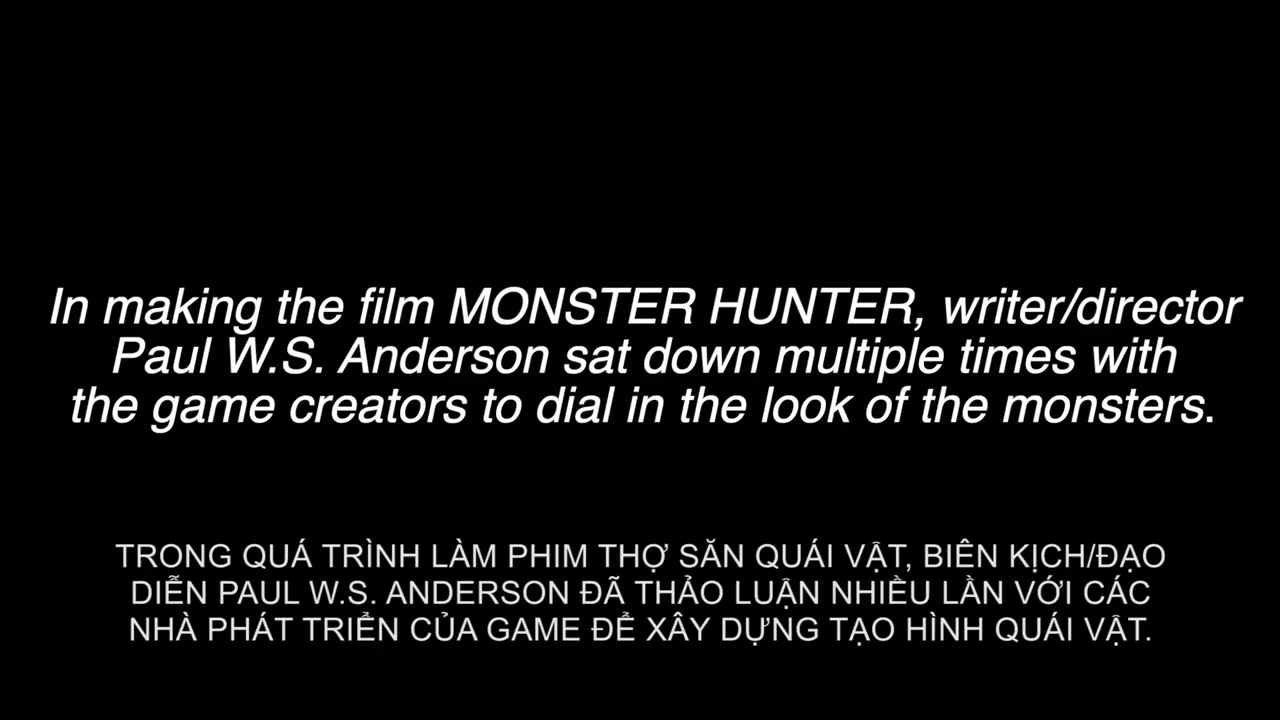 In making the film MONSTER HUNTER, writer/director
Paul W.S. Anderson sat down multiple times with
the game creators to dial in the look of the monsters.
TRONG QUÁ TRÌNH LÀM PHIM THỢ SĂN QUÁI VẬT, BIÊN KỊCH/ĐẠO
DIỄN PAUL W.S. ANDERSON ĐÃ THẢO LUẬN NHIỀU LẦN VỚI CÁC
NHÀ PHÁT TRIỂN CỦA GAME ĐỂ XÂY DỰNG TẠO HÌNH QUÁI VẬT.